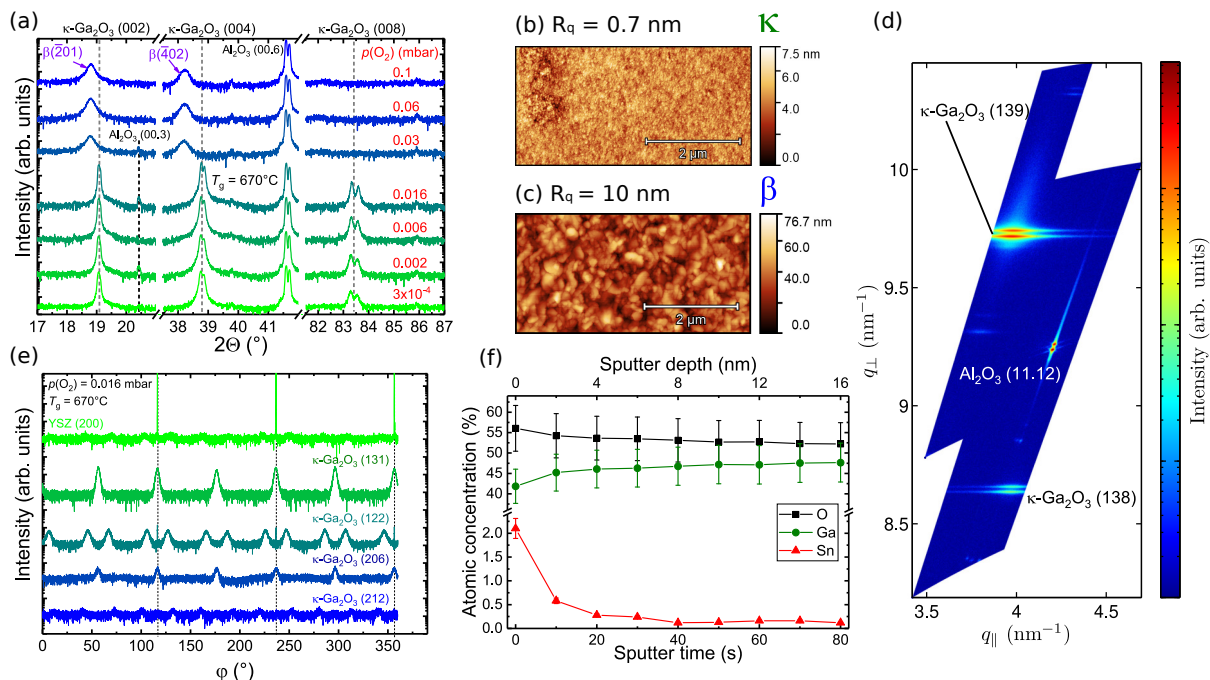 (a)
κ-Ga₂O₃ (002) κ-Ga₂O₃ (004) κ-Ga₂O₃ (008)
β(2̅01) β(4̅02) Al₂O₃ (00.6) p(O₂) (mbar)
0.1
0.06
Al₂O₃ (00.3)
0.03
Tg = 670°C
0.016
0.006
0.002
3x10⁻⁴
Intensity (arb. units)
17 18 19 20 38 39 40 41 82 83 84 85 86 87
2Θ (°)
(b) Rq = 0.7 nm κ
7.5 nm
6.0
4.0
2.0
0.0
2 µm
(c) Rq = 10 nm β
76.7 nm
60.0
40.0
20.0
0.0
2 µm
(d)
κ-Ga₂O₃ (139)
Al₂O₃ (11.12)
κ-Ga₂O₃ (138)
10
9.5
9
8.5
q⊥ (nm⁻¹)
3.5 4 4.5
q∥ (nm⁻¹)
Intensity (arb. units)
(e)
p(O₂) = 0.016 mbar
Tg = 670°C
YSZ (200)
κ-Ga₂O₃ (131)
κ-Ga₂O₃ (122)
κ-Ga₂O₃ (206)
κ-Ga₂O₃ (212)
Intensity (arb. units)
0 50 100 150 200 250 300 350
φ (°)
(f)
Sputter depth (nm)
0 4 8 12 16
65
60
55
50
45
40
2.0
1.5
1.0
0.5
0.0
Atomic concentration (%)
O
Ga
Sn
0 10 20 30 40 50 60 70 80
Sputter time (s)